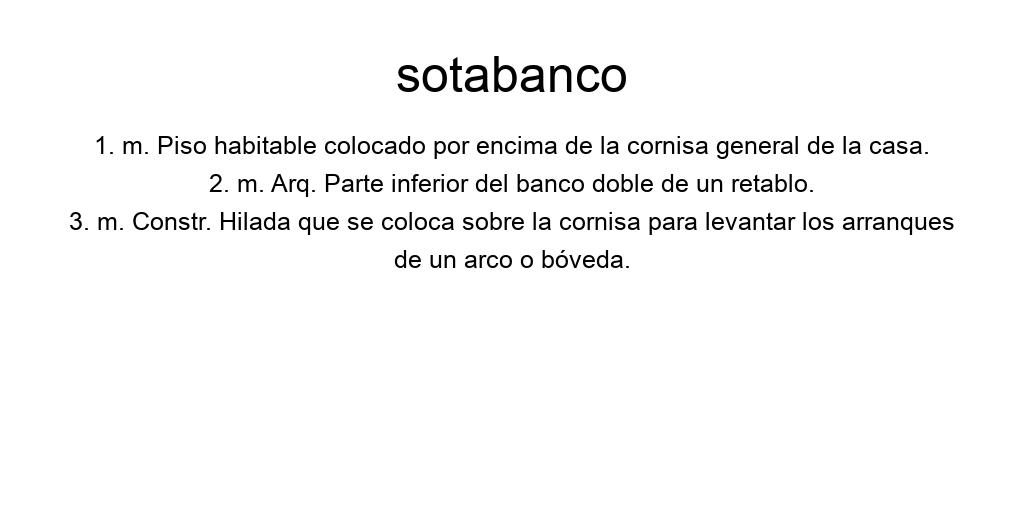 sotabanco
1. m. Piso habitable colocado por encima de la cornisa general de la casa.
2. m. Arq. Parte inferior del banco doble de un retablo.
3. m. Constr. Hilada que se coloca sobre la cornisa para levantar los arranques
de un arco o bóveda.